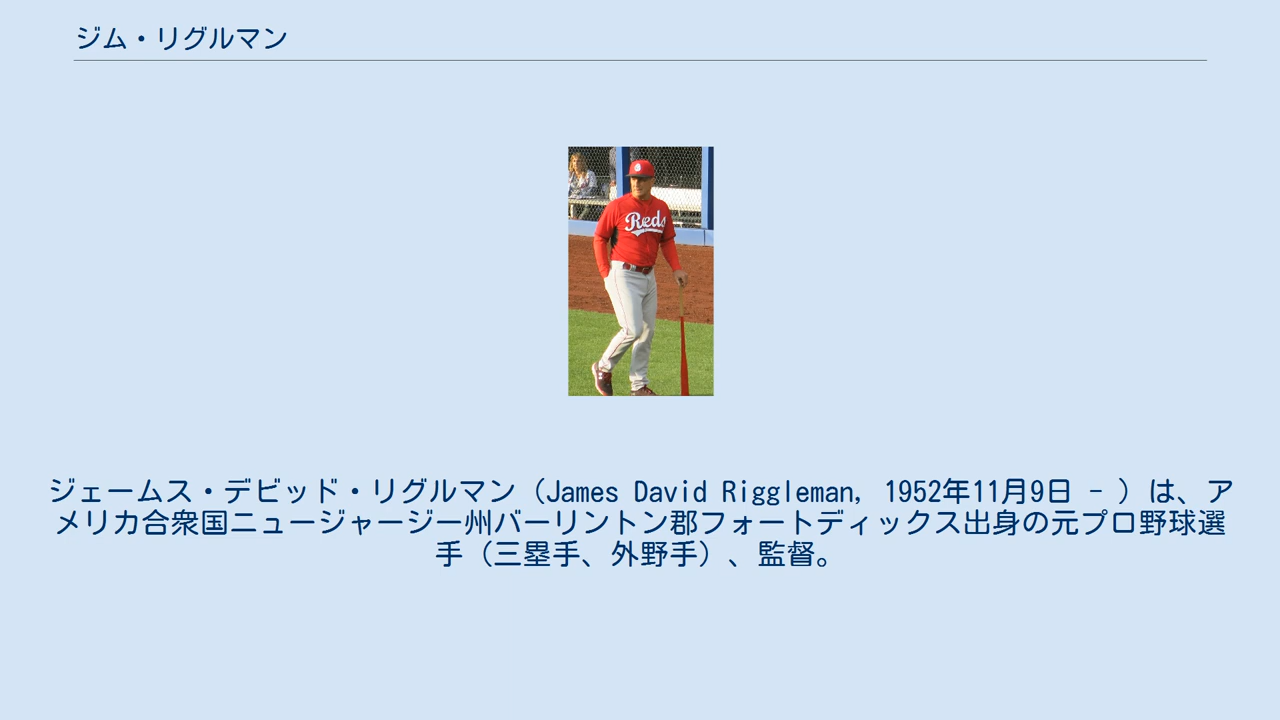 ジム・リグルマン
Reds
ジェームス・デビッド・リグルマン（James David Riggleman, 1952年11月9日 - ）は、ア
メリカ合衆国ニュージャージー州バーリントン郡フォートディックス出身の元プロ野球選
手（三塁手、外野手）、監督。